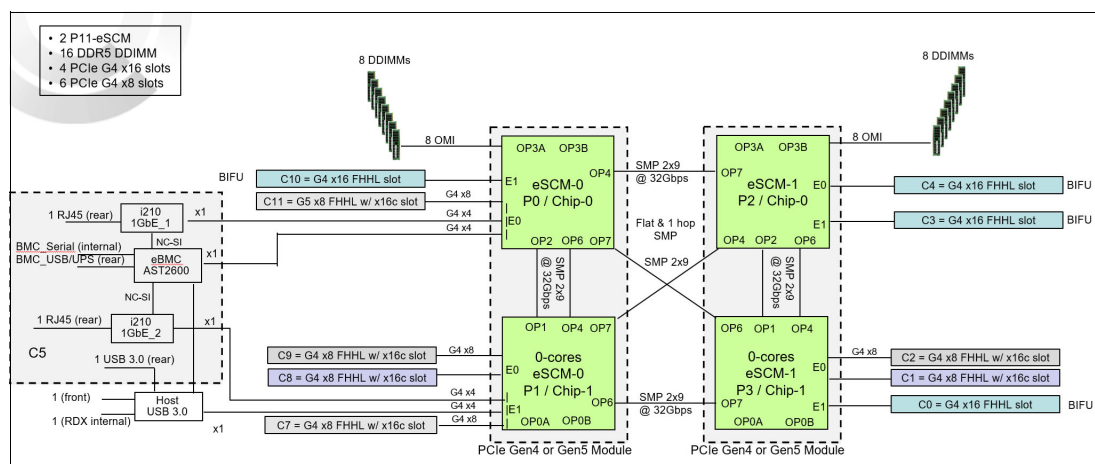 • 2 P11-eSCM
• 16 DDR5 DDIMM
• 4 PCIe G4 x16 slots
• 6 PCIe G4 x8 slots
8 DDIMMs
8 DDIMMs
8 OMI
8 OMI
OP3A OP3B
OP4
eSCM-0
P0 / Chip-0
E1
E0
OP2 OP6 OP7
SMP 2x9
@ 32Gbps
OP3A OP3B
OP7
eSCM-1
P2 / Chip-0
E0
E1
OP4 OP2 OP6
BIFU
C10 = G4 x16 FHHL slot
C11 = G5 x8 FHHL w/ x16c slot
G4 x8
G4 x4
G4 x4
C4 = G4 x16 FHHL slot
BIFU
C3 = G4 x16 FHHL slot
BIFU
1 RJ45 (rear)
i210
1GbE_1
x1
NC-SI
BMC_Serial (internal)
BMC_USB/UPS (rear)
eBMC
AST2600
x1
NC-SI
1 RJ45 (rear)
i210
1GbE_2
x1
C5
1 USB 3.0 (rear)
1 (front)
1 (RDX internal)
Host
USB 3.0
x1
SMP 2x9
@ 32Gbps
Flat & 1 hop
SMP
SMP 2x9
SMP 2x9
@ 32Gbps
OP1 OP4 OP7
0-cores
eSCM-0
P1 / Chip-1
E0
E1
OP6
OP0A OP0B
C9 = G4 x8 FHHL w/ x16c slot
G4 x8
C8 = G4 x8 FHHL w/ x16c slot
G4 x4
G4 x4
G4 x8
C7 = G4 x8 FHHL w/ x16c slot
SMP 2x9
@ 32Gbps
OP6 OP1 OP4
0-cores
eSCM-1
P3 / Chip-1
E0
E1
OP7
OP0A OP0B
G4 x8
C2 = G4 x8 FHHL w/ x16c slot
C1 = G4 x8 FHHL w/ x16c slot
C0 = G4 x16 FHHL slot
BIFU
PCIe Gen4 or Gen5 Module
PCIe Gen4 or Gen5 Module